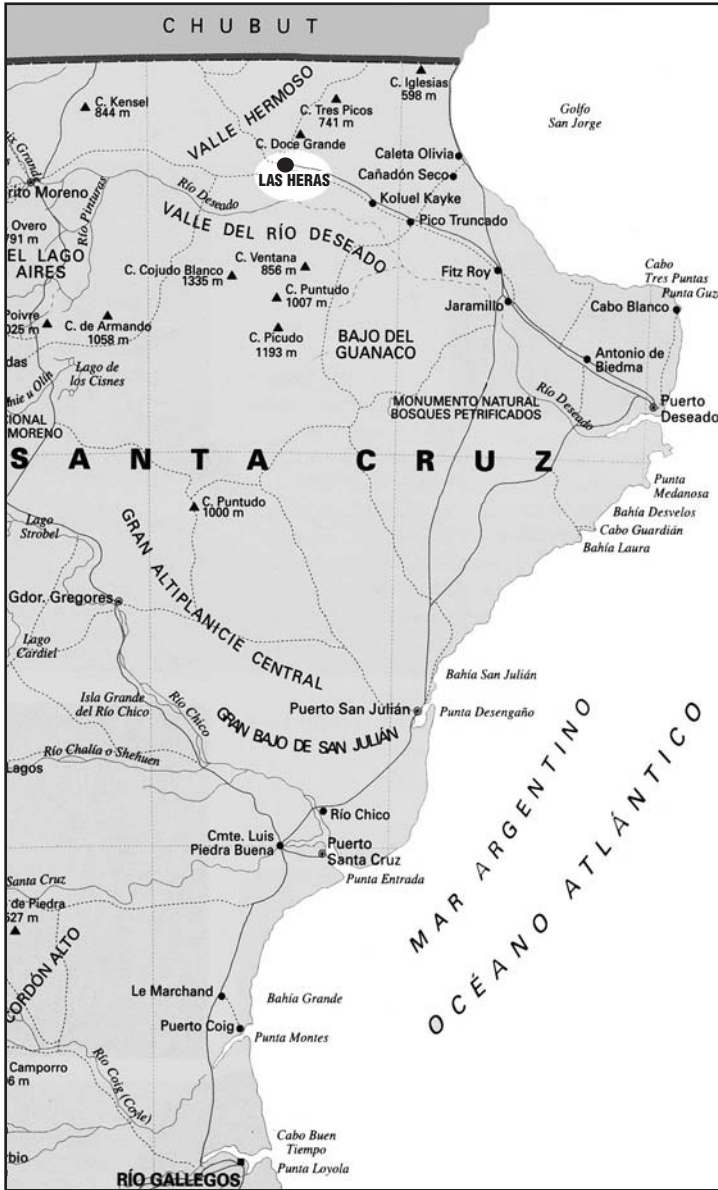 CHUBUT
C. Iglesias
598 m
C. Kensel
844 m
VALLE HERMOSO
C. Tres Picos
741 m
Golfo
San Jorge
C. Doce Grande
Caleta Olivia
LAS HERAS
Cañadón Seco
Río Deseado
Koluel Kayke
Pico Truncado
Río Pinturas
VALLE DEL RÍO DESEADO
Overo
791 m
EL LAGO
AIRES
C. Ventana
856 m
C. Cojudo Blanco
1335 m
C. Puntudo
1007 m
Fitz Roy
Cabo
Tres Puntas
Jaramillo
Cabo Blanco
C. de Armando
1058 m
C. Picudo
1193 m
BAJO DEL
GUANACO
Antonio de
Biedma
Lago de
los Cisnes
Río Deseado
MONUMENTO NATURAL
BOSQUES PETRIFICADOS
Puerto
Deseado
MORENO
SANTA CRUZ
Punta
Medanosa
C. Puntudo
1000 m
Bahía Desvelos
Cabo Guardián
Bahía Laura
Lago
Strobel
GRAN ALTIPLANICIE CENTRAL
Gdor. Gregores
Lago
Cardiel
Isla Grande
del Río Chico
Río Chico
Bahía San Julián
Puerto San Julián
Punta Desengaño
GRAN BAJO DE SAN JULIÁN
Río Chalía o Shehuen
Lagos
Río Chico
Cmte. Luis
Piedra Buena
Puerto
Santa Cruz
Punta Entrada
MAR ARGENTINO
OCÉANO ATLÁNTICO
Santa Cruz
de Piedra
CORDÓN ALTO
Le Marchand
Bahía Grande
Puerto Coig
Punta Montes
Río Coig (Coyle)
Camporro
Cabo Buen
Tiempo
Punta Loyola
RÍO GALLEGOS